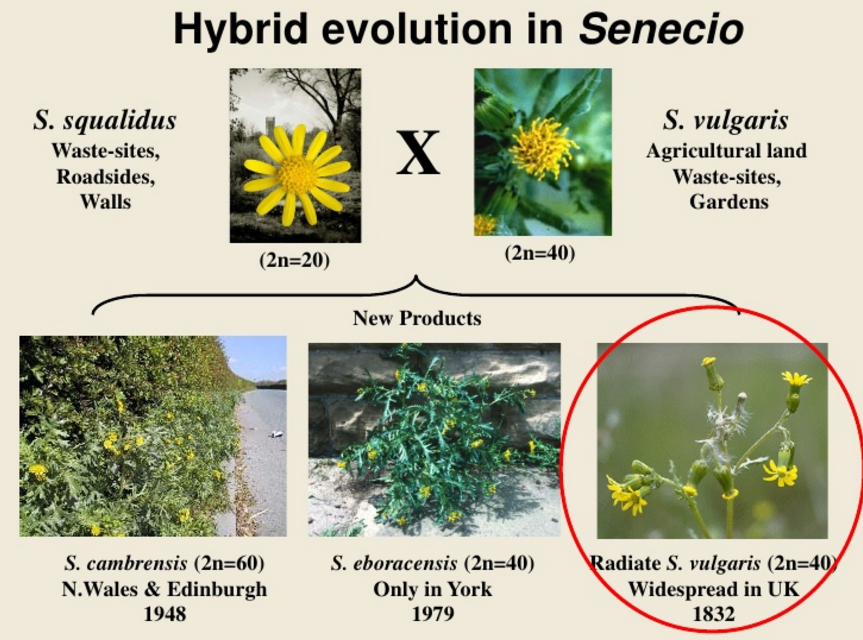 Hybrid evolution in Senecio
S. squalidus
Waste-sites,
Roadsides,
Walls
(2n=20)
X
S. vulgaris
Agricultural land
Waste-sites,
Gardens
(2n=40)
New Products
S. cambrensis (2n=60)
N.Wales & Edinburgh
1948
S. eboracensis (2n=40)
Only in York
1979
Radiate S. vulgaris (2n=40)
Widespread in UK
1832